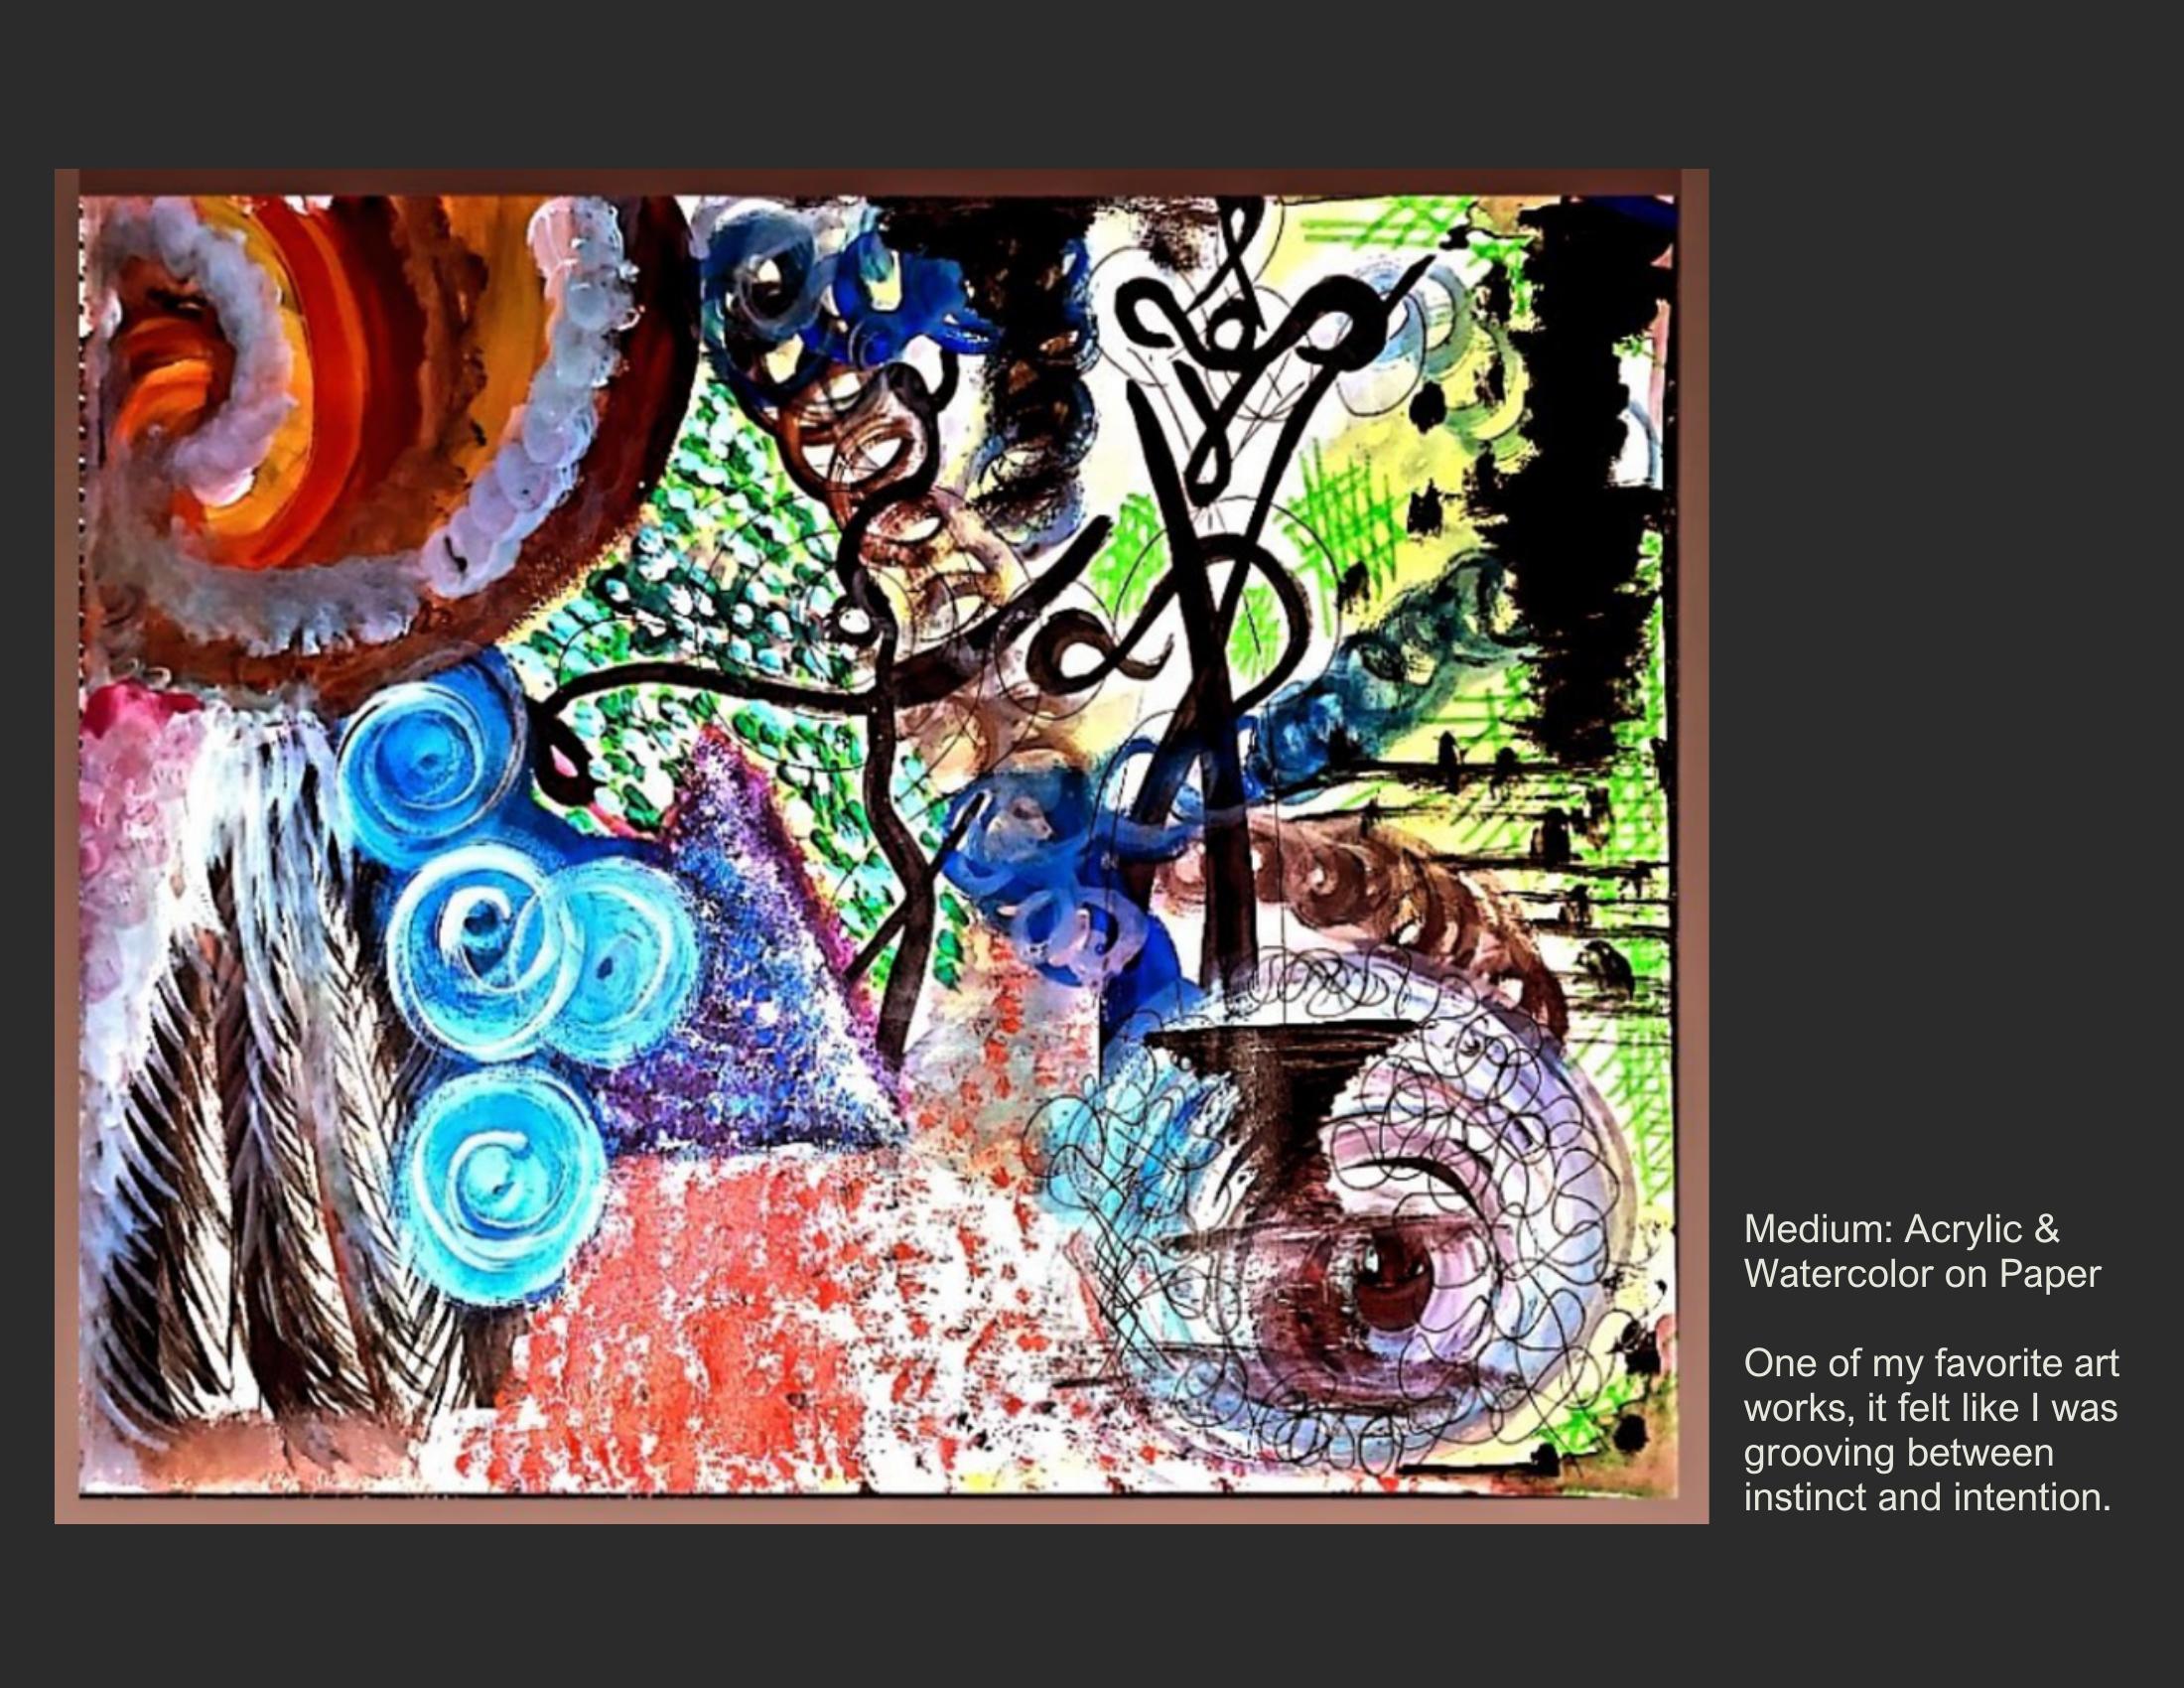 Medium: Acrylic &
Watercolor on Paper
One of my favorite art
works, it felt like I was
grooving between
instinct and intention.